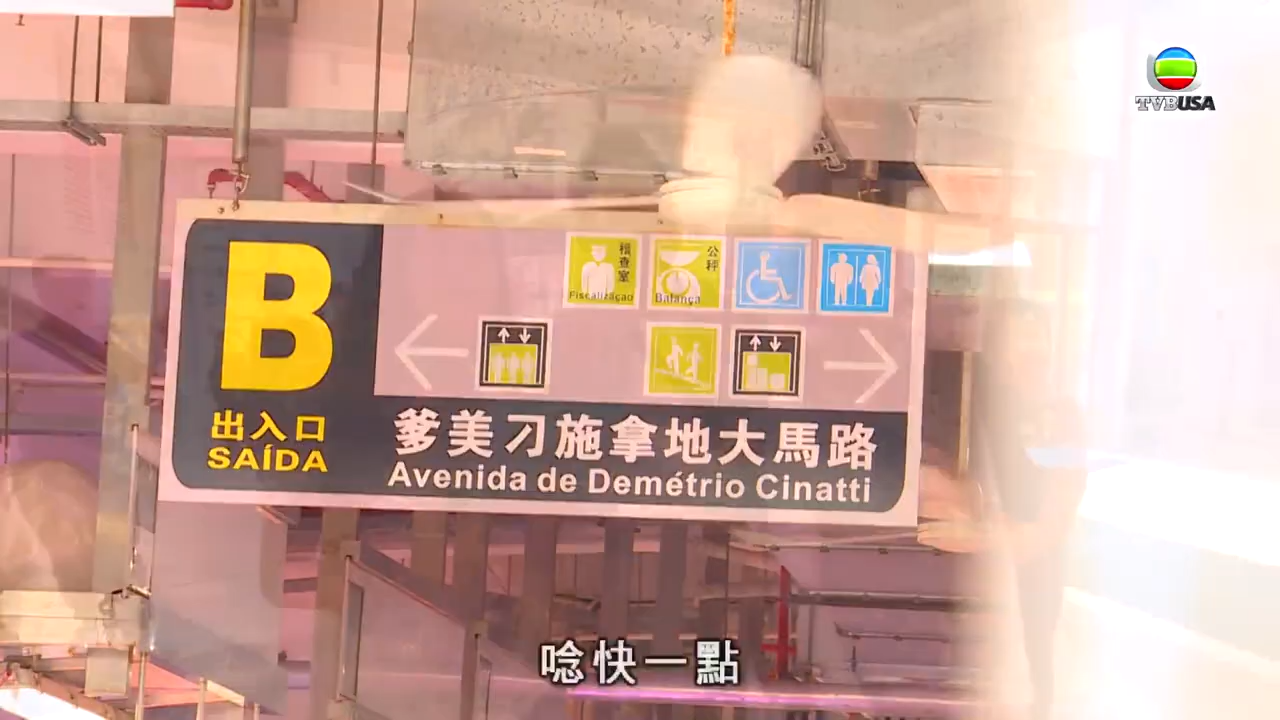 TVBUSA
B
出入口
SAÍDA
稽查室
Fiscalização
公秤
Balança
爹美刁施拿地大馬路
Avenida de Demétrio Cinatti
唸快一點